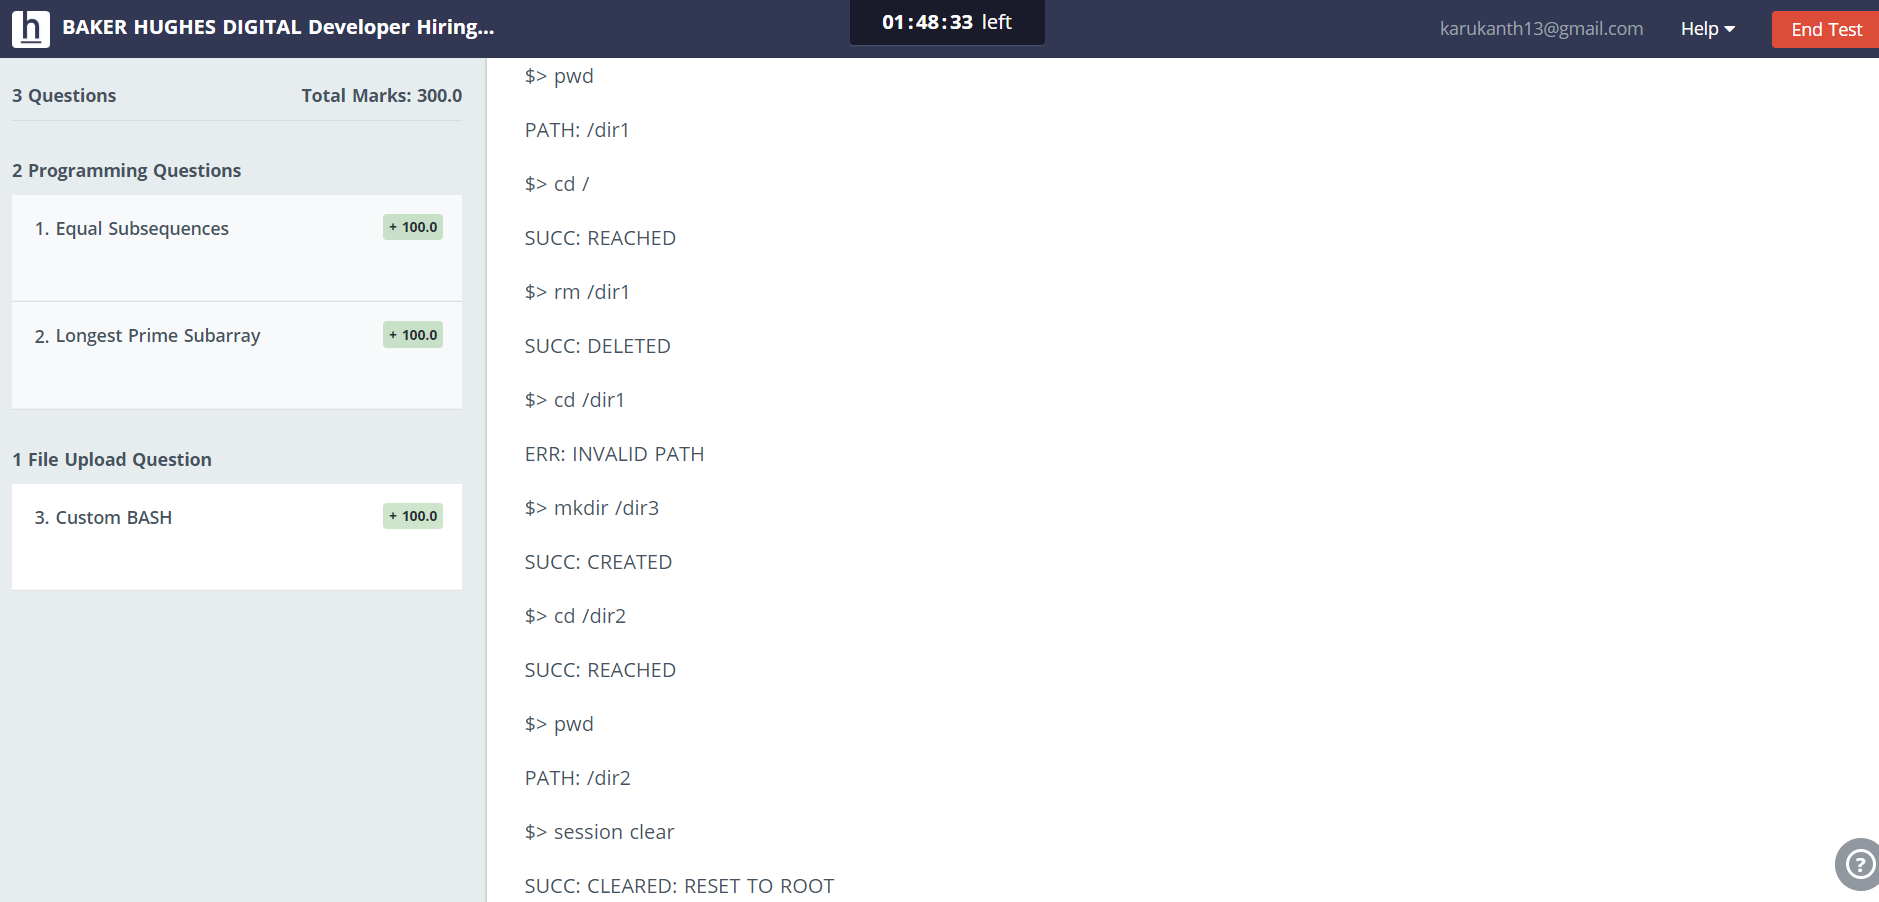 h BAKER HUGHES DIGITAL Developer Hiring...
01:48:33 left
karukanth13@gmail.com
Help
End Test
3 Questions
Total Marks: 300.0
2 Programming Questions
1. Equal Subsequences
+ 100.0
2. Longest Prime Subarray
+ 100.0
1 File Upload Question
3. Custom BASH
+ 100.0
$> pwd
PATH: /dir1
$> cd /
SUCC: REACHED
$> rm /dir1
SUCC: DELETED
$> cd /dir1
ERR: INVALID PATH
$> mkdir /dir3
SUCC: CREATED
$> cd /dir2
SUCC: REACHED
$> pwd
PATH: /dir2
$> session clear
SUCC: CLEARED: RESET TO ROOT
?